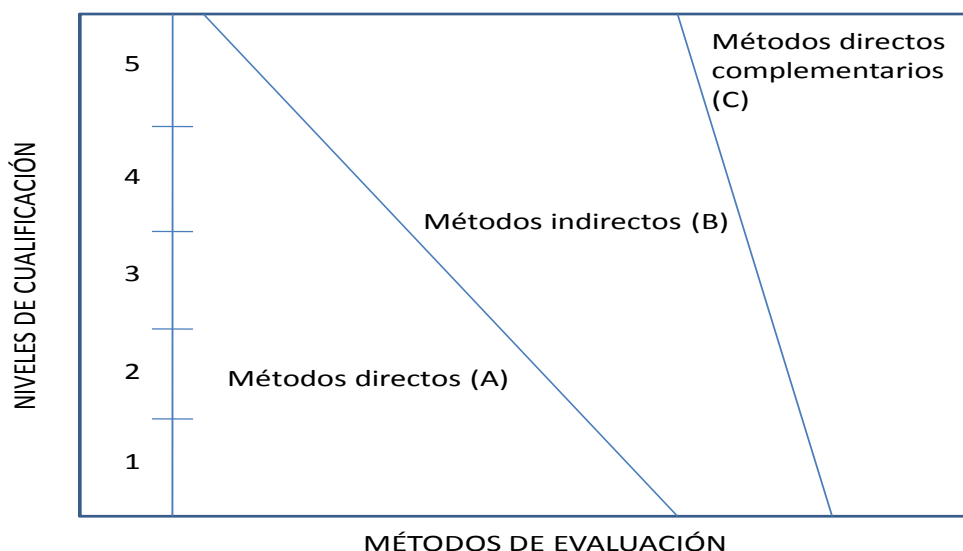 Métodos directos
complementarios
(C)
5
4
Métodos indirectos (B)
3
2
Métodos directos (A)
1
NIVELES DE CUALIFICACIÓN
MÉTODOS DE EVALUACIÓN